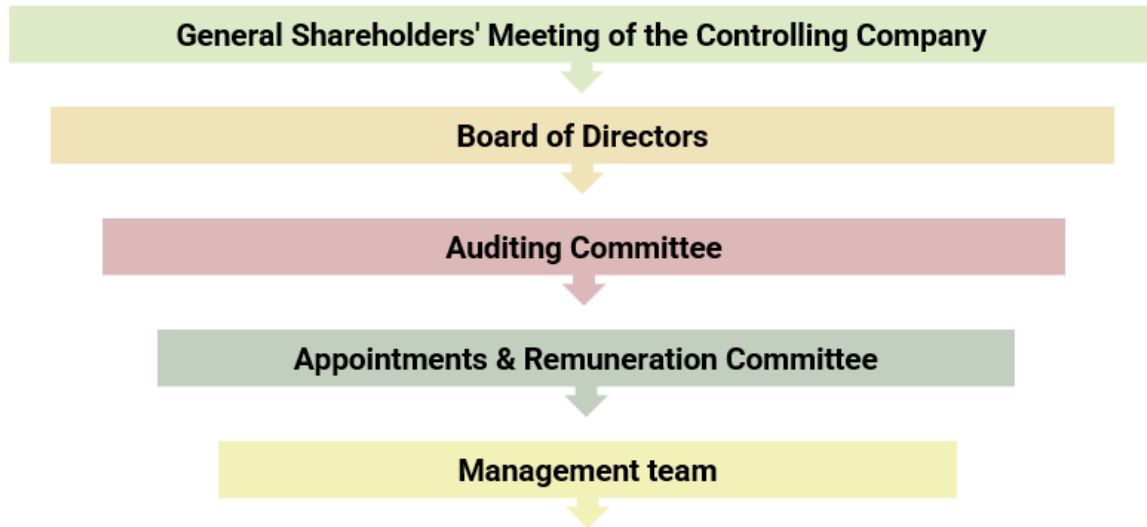 General Shareholders' Meeting of the Controlling Company
Board of Directors
Auditing Committee
Appointments & Remuneration Committee
Management team